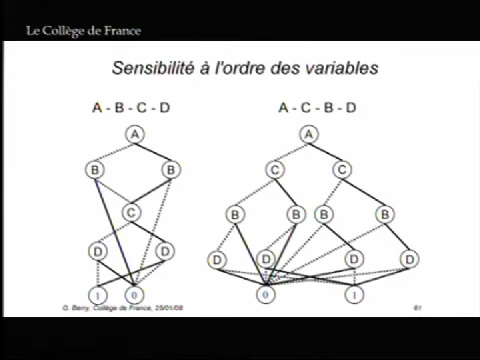 Le Collège de France
Sensibilité à l'ordre des variables
A - B - C - D
A - C - B - D
A
A
B
B
C
C
C
B
B
B
B
D
D
D
D
D
D
1
0
0
1
G. Berry, Collège de France, 25/01/08
61